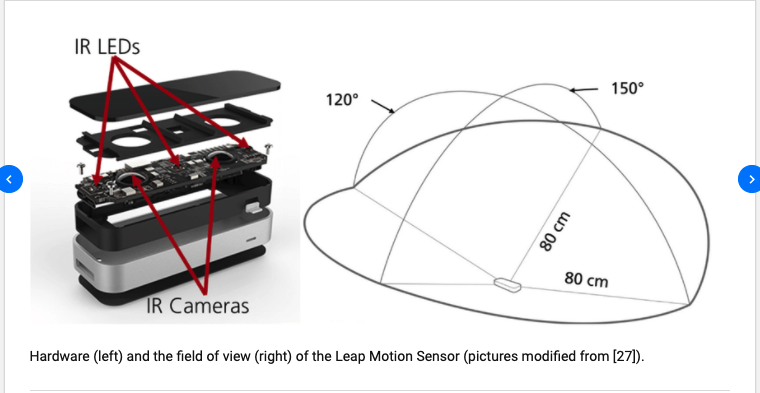 IR LEDs
IR Cameras
120°
150°
80 cm
80 cm
Hardware (left) and the field of view (right) of the Leap Motion Sensor (pictures modified from [27]).